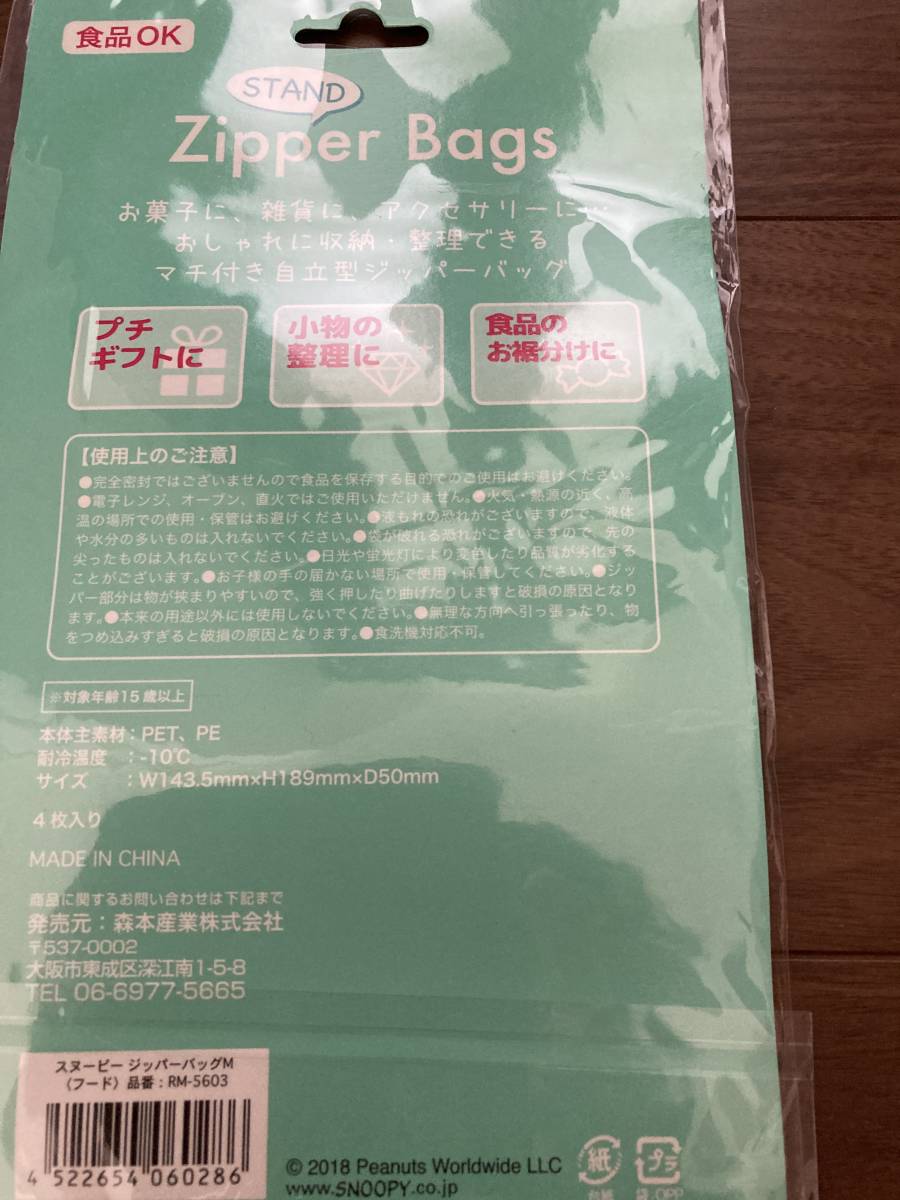 食品OK
STAND
Zipper Bags
お菓子に、雑貨に、アクセサリーに…
おしゃれに収納・整理できる
マチ付き自立型ジッパーバッグ
プチ
ギフトに
小物の
整理に
食品の
お裾分けに
【使用上のご注意】
●完全密封ではございませんので食品を保存する目的でのご使用はお避けください。
●電子レンジ、オーブン、直火ではご使用いただけません。●火気・熱源の近く、高
温の場所での使用・保管はお避けください。●液もれの恐れがございますので、液体
や水分の多いものは入れないでください。●袋が破れる恐れがございますので、先の
尖ったものは入れないでください。●日光や蛍光灯により変色したり品質が劣化する
ことがございます。●お子様の手の届かない場所で使用・保管してください。●ジッ
パー部分は物が挟まりやすいので、強く押したり曲げたりしますと破損の原因となり
ます。●本来の用途以外には使用しないでください。●無理な方向へ引っ張ったり、物
をつめ込みすぎると破損の原因となります。●食洗機対応不可。
※対象年齢15歳以上
本体主素材：PET、PE
耐冷温度 ：-10℃
サイズ ：W143.5mm×H189mm×D50mm
4枚入り
MADE IN CHINA
商品に関するお問い合わせは下記まで
発売元：森本産業株式会社
〒537-0002
大阪市東成区深江南1-5-8
TEL 06-6977-5665
スヌーピー ジッパーバッグM
〈フード〉品番：RM-5603
4 522654 060286
© 2018 Peanuts Worldwide LLC
www.SNOOPY.co.jp
紙
プラ
台紙
袋:OPP